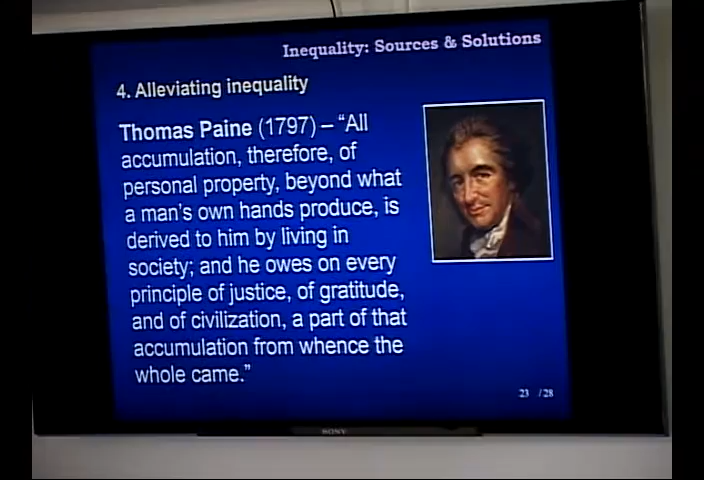 Inequality: Sources & Solutions
4. Alleviating inequality
Thomas Paine (1797) – “All
accumulation, therefore, of
personal property, beyond what
a man's own hands produce, is
derived to him by living in
society; and he owes on every
principle of justice, of gratitude,
and of civilization, a part of that
accumulation from whence the
whole came.”
23 /28
SONY